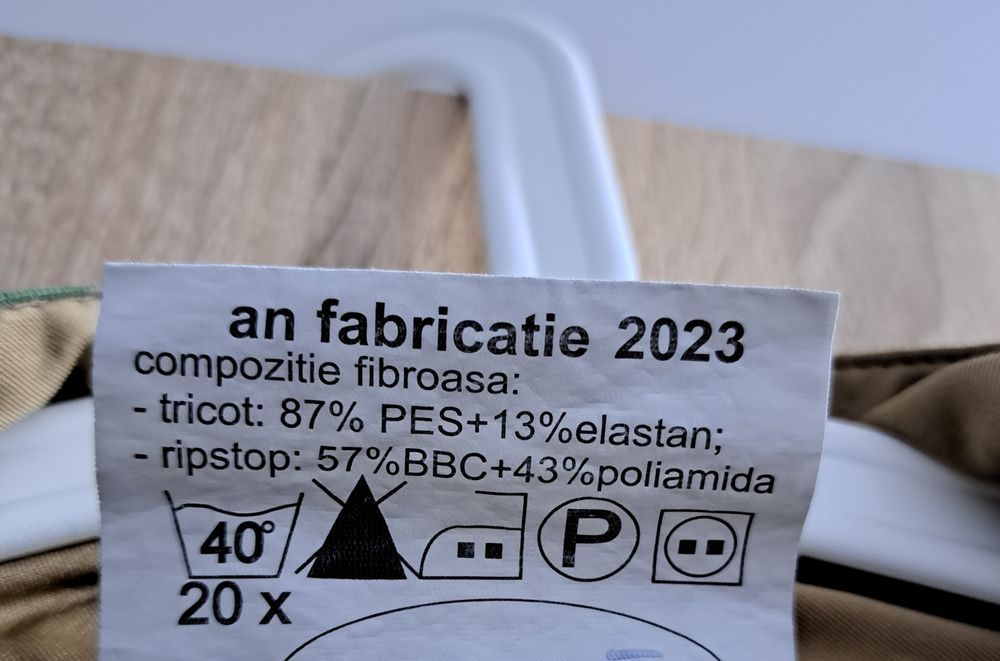 an fabricatie 2023
compozitie fibroasa:
- tricot: 87% PES+13%elastan;
- ripstop: 57%BBC+43%poliamida
40° P
20 x